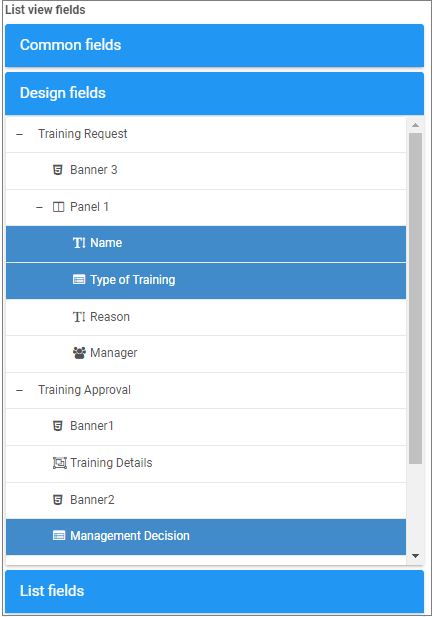 List view fields
Common fields
Design fields
Training Request
Banner 3
Panel 1
Name
Type of Training
Reason
Manager
Training Approval
Banner1
Training Details
Banner2
Management Decision
List fields